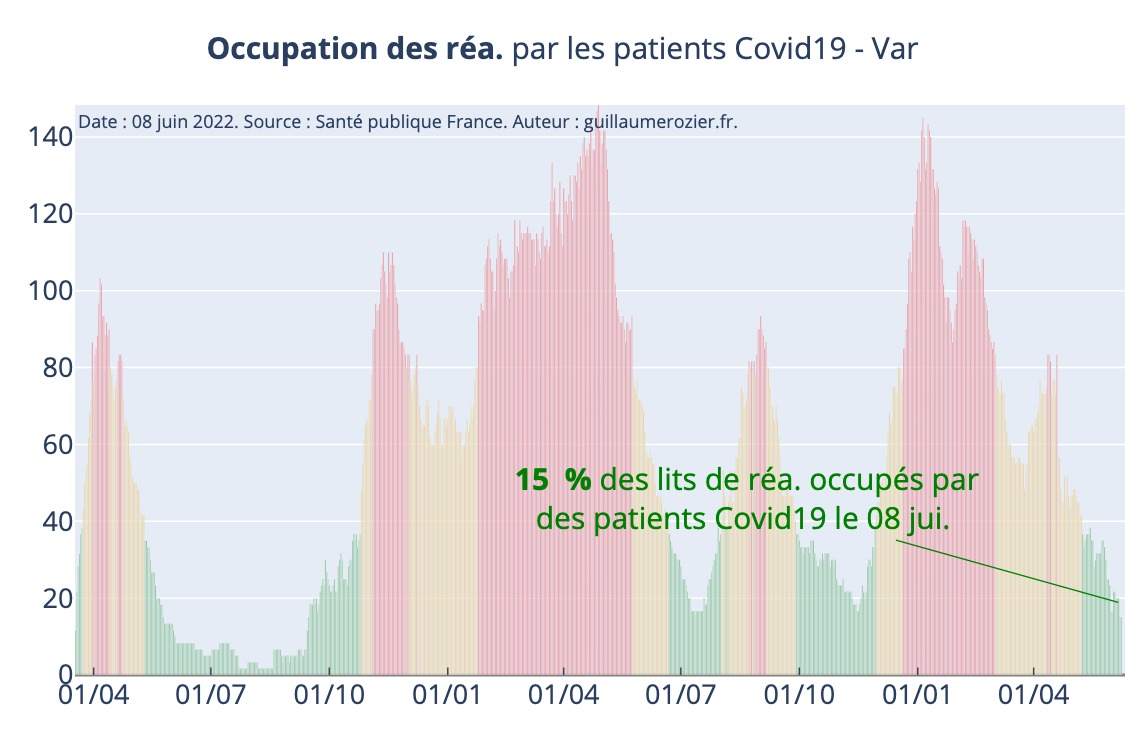 Occupation des réa. par les patients Covid19 - Var
Date : 08 juin 2022. Source : Santé publique France. Auteur : guillaumerozier.fr.
140
120
100
80
60
15 % des lits de réa. occupés par
des patients Covid19 le 08 jui.
40
20
0
01/04 01/07 01/10 01/01 01/04 01/07 01/10 01/01 01/04